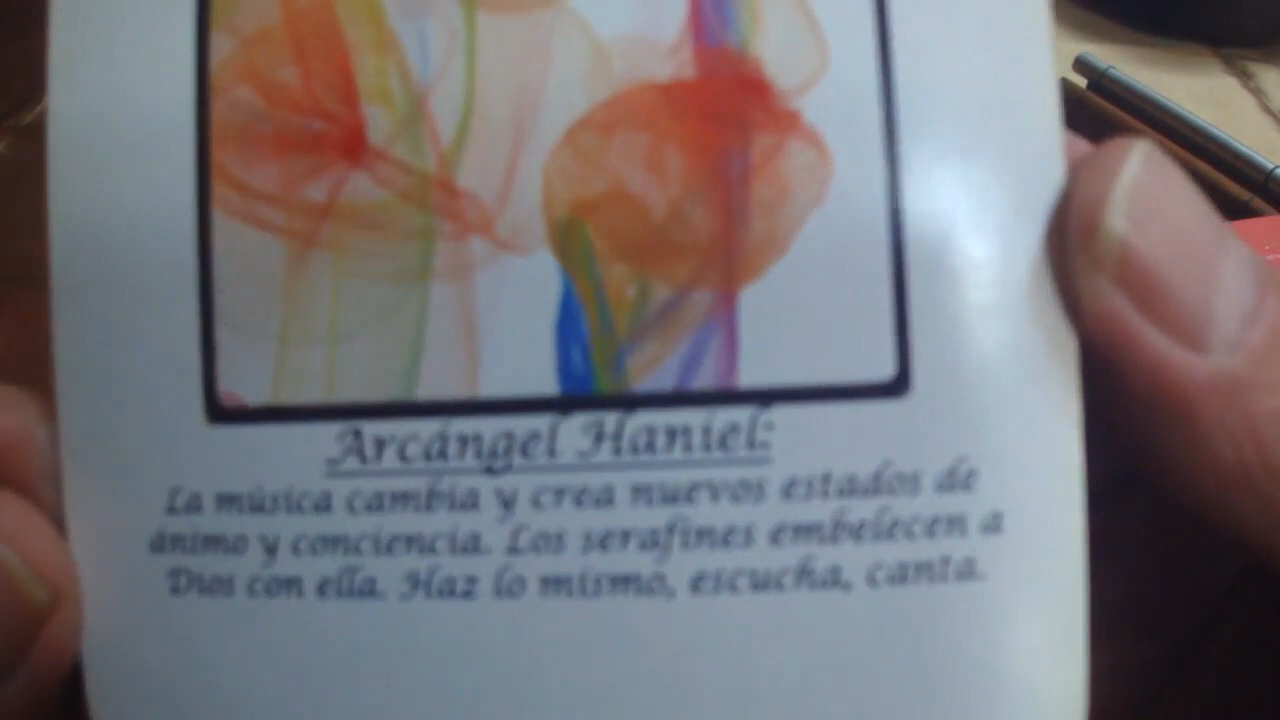 Arcángel Haniel:
La música cambia y crea nuevos estados de
ánimo y conciencia. Los serafines embelecen a
Dios con ella. Haz lo mismo, escucha, canta.